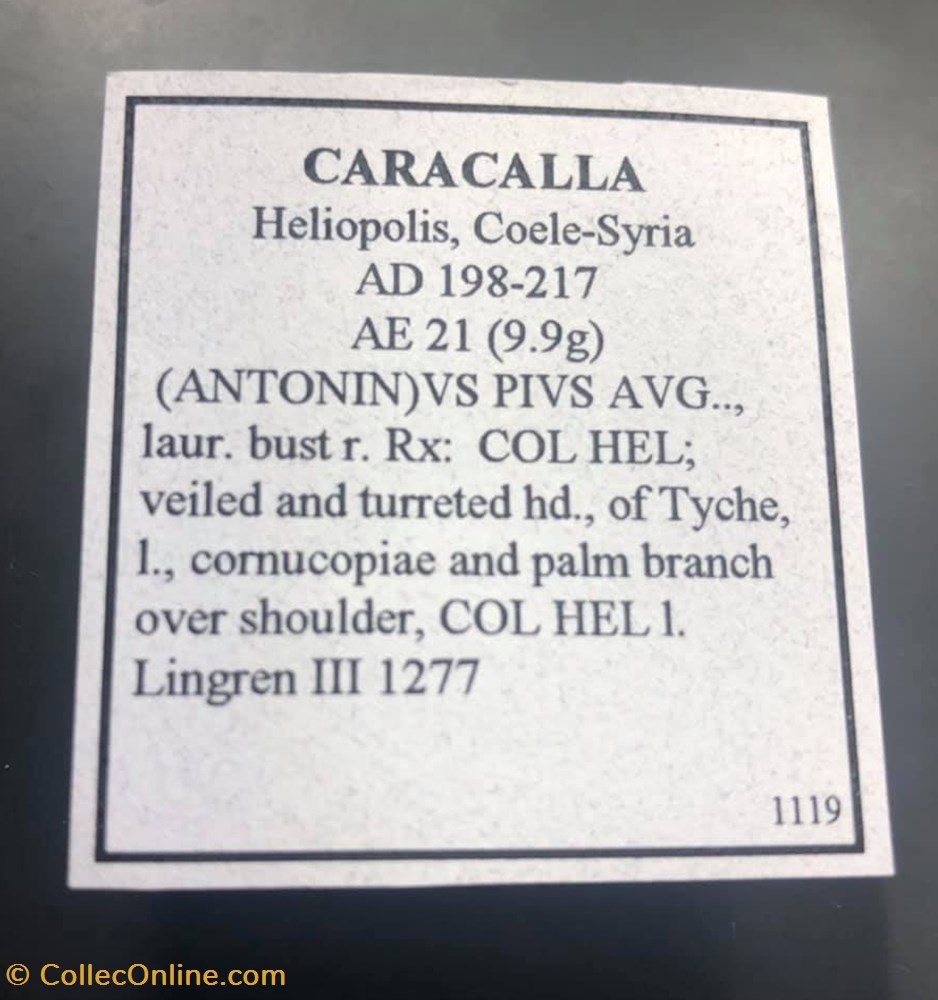 CARACALLA
Heliopolis, Coele-Syria
AD 198-217
AE 21 (9.9g)
(ANTONIN)VS PIVS AVG..,
laur. bust r. Rx: COL HEL;
veiled and turreted hd., of Tyche,
l., cornucopiae and palm branch
over shoulder, COL HEL l.
Lingren III 1277
1119
© CollecOnline.com